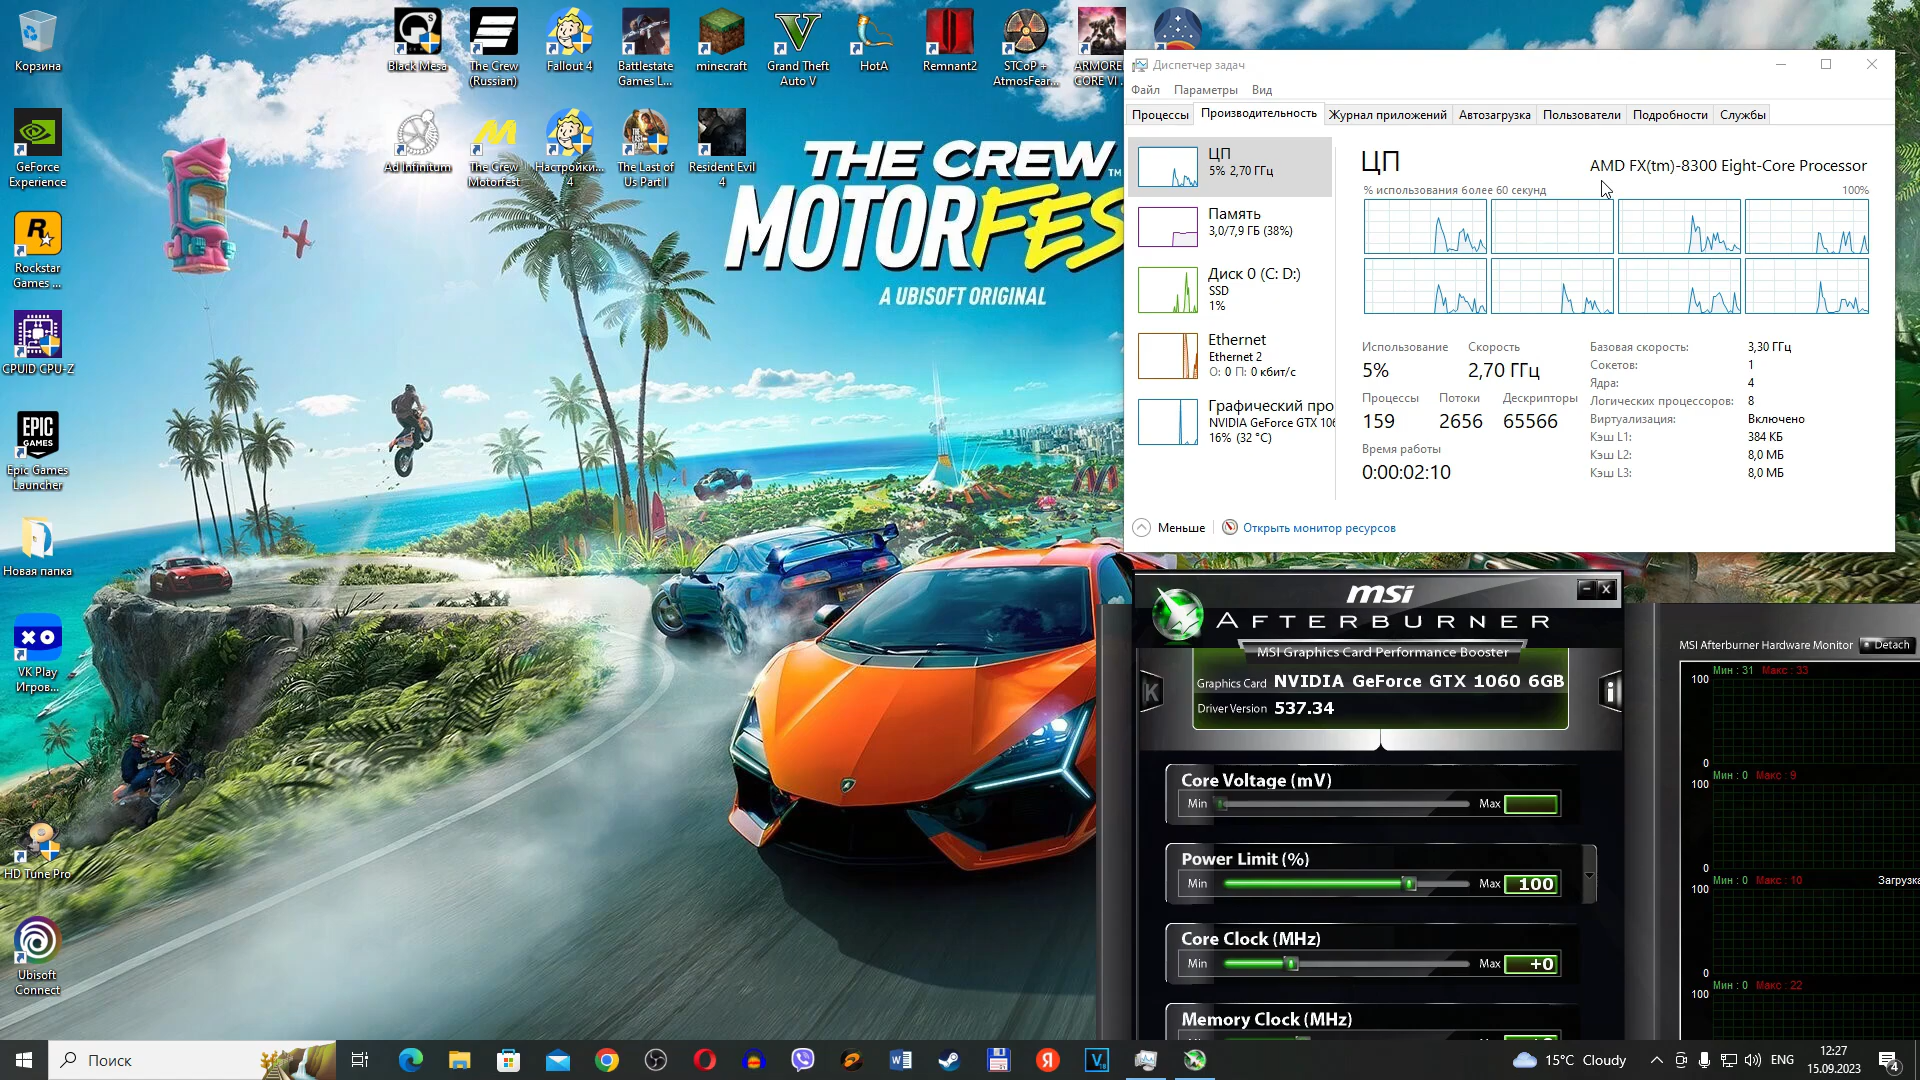 Корзина
Black Mesa
The Crew (Russian)
Fallout 4
Battlestate Games L...
minecraft
Grand Theft Auto V
HotA
Remnant2
STCoP + AtmosFear...
GeForce Experience
Ad Infinitum
The Crew Motorfest
Настройки... 4
The Last of Us Part I
Resident Evil 4
Rockstar Games ...
CPUID CPU-Z
Epic Games Launcher
Новая папка
VK Play Игров...
HD Tune Pro
Ubisoft Connect
THE CREW™
MOTORFES
A UBISOFT ORIGINAL
Диспетчер задач
Файл Параметры Вид
Процессы Производительность Журнал приложений Автозагрузка Пользователи Подробности Службы
ЦП
5% 2,70 ГГц
Память
3,0/7,9 ГБ (38%)
Диск 0 (C: D:)
SSD
1%
Ethernet
Ethernet 2
О: 0 П: 0 кбит/с
Графический про
NVIDIA GeForce GTX 106
16% (32 °C)
ЦП AMD FX(tm)-8300 Eight-Core Processor
% использования более 60 секунд 100%
Использование Скорость
5% 2,70 ГГц
Процессы Потоки Дескрипторы
159 2656 65566
Время работы
0:00:02:10
Базовая скорость: 3,30 ГГц
Сокетов: 1
Ядра: 4
Логических процессоров: 8
Виртуализация: Включено
Кэш L1: 384 КБ
Кэш L2: 8,0 МБ
Кэш L3: 8,0 МБ
Меньше Открыть монитор ресурсов
msi
AFTERBURNER
MSI Graphics Card Performance Booster
Graphics Card NVIDIA GeForce GTX 1060 6GB
Driver Version 537.34
K
i
Core Voltage (mV)
Min Max
Power Limit (%)
Min Max 100
Core Clock (MHz)
Min Max +0
Memory Clock (MHz)
MSI Afterburner Hardware Monitor Detach
Мин : 31 Макс : 33
100
0
Мин : 0 Макс : 9
100
0
Мин : 0 Макс : 10 Загрузка
100
0
Мин : 0 Макс : 22
100
Поиск
15°C Cloudy
ENG
12:27
15.09.2023
4